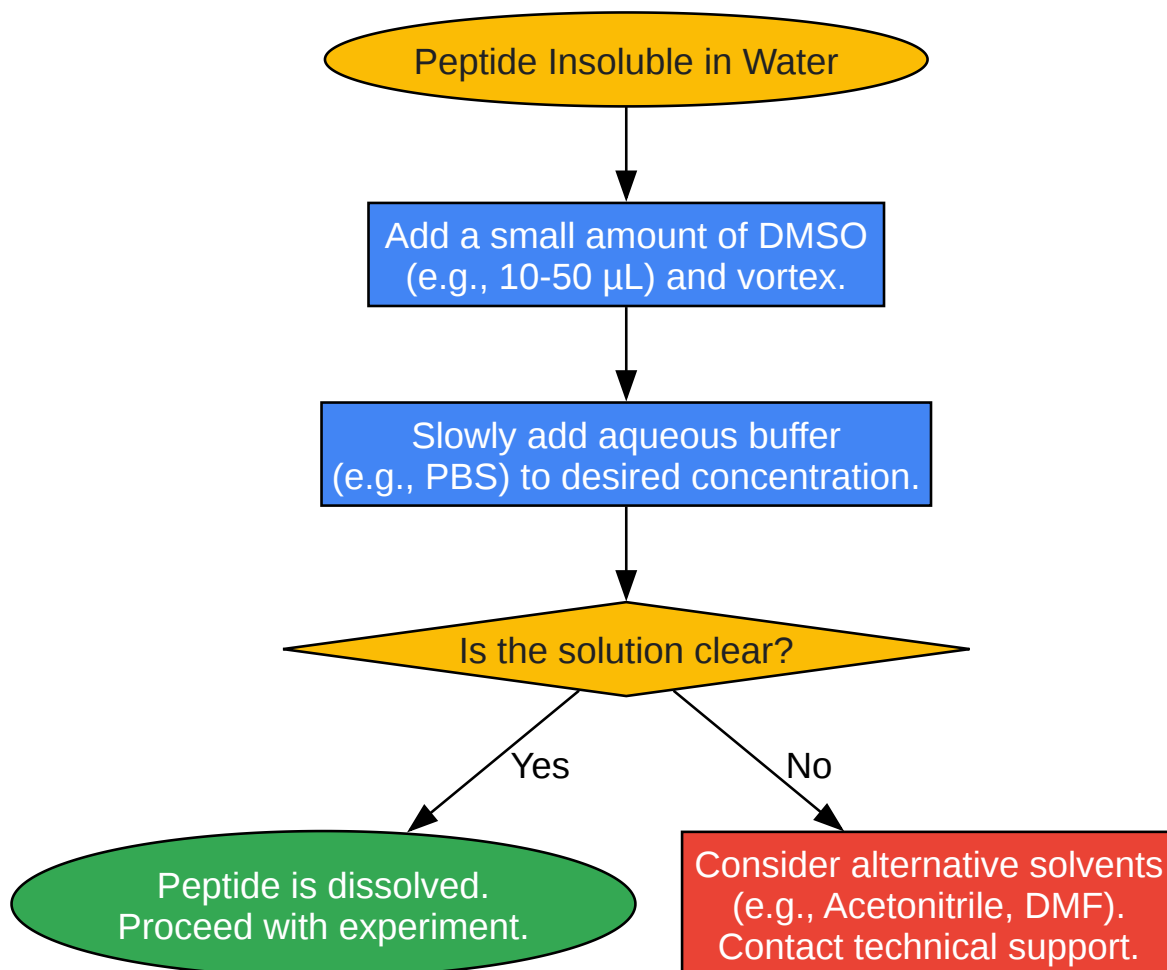 Peptide Insoluble in Water
Add a small amount of DMSO
(e.g., 10-50 µL) and vortex.
Slowly add aqueous buffer
(e.g., PBS) to desired concentration.
Is the solution clear?
Yes
No
Peptide is dissolved.
Proceed with experiment.
Consider alternative solvents
(e.g., Acetonitrile, DMF).
Contact technical support.